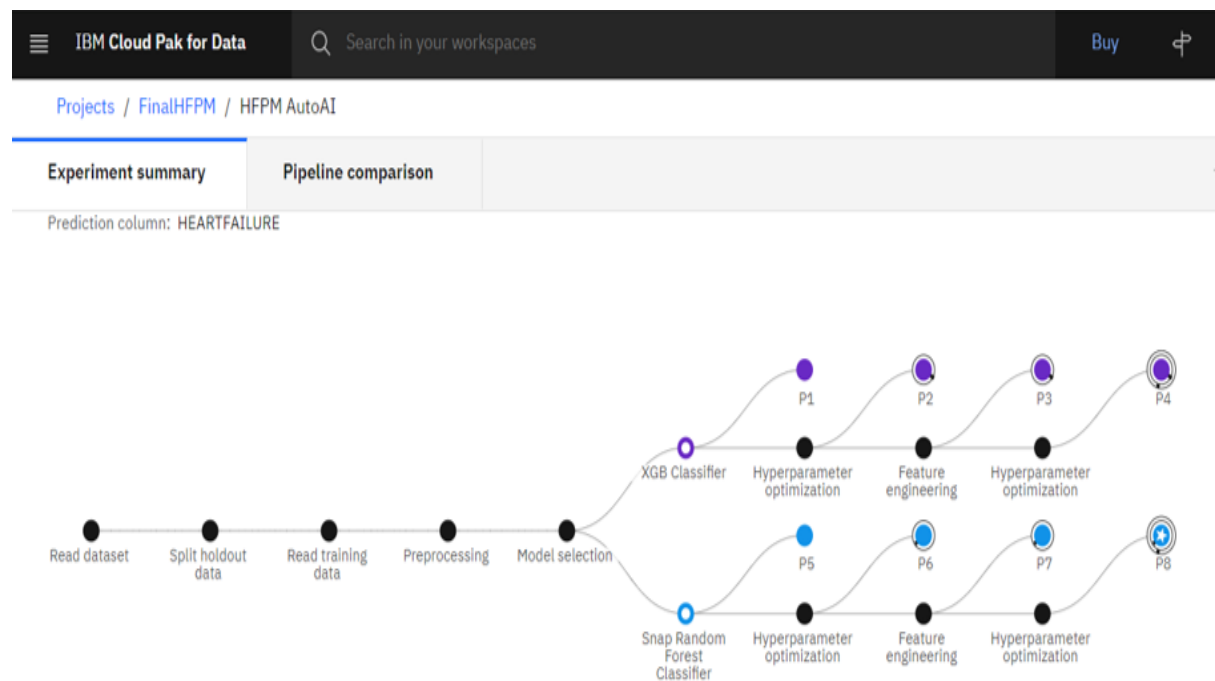 IBM Cloud Pak for Data
Search in your workspaces
Buy
Projects / FinalHFPM / HFPM AutoAI
Experiment summary
Pipeline comparison
Prediction column: HEARTFAILURE
P1
P2
P3
P4
XGB Classifier
Hyperparameter
optimization
Feature
engineering
Hyperparameter
optimization
Read dataset
Split holdout
data
Read training
data
Preprocessing
Model selection
P5
P6
P7
P8
Snap Random
Forest
Classifier
Hyperparameter
optimization
Feature
engineering
Hyperparameter
optimization